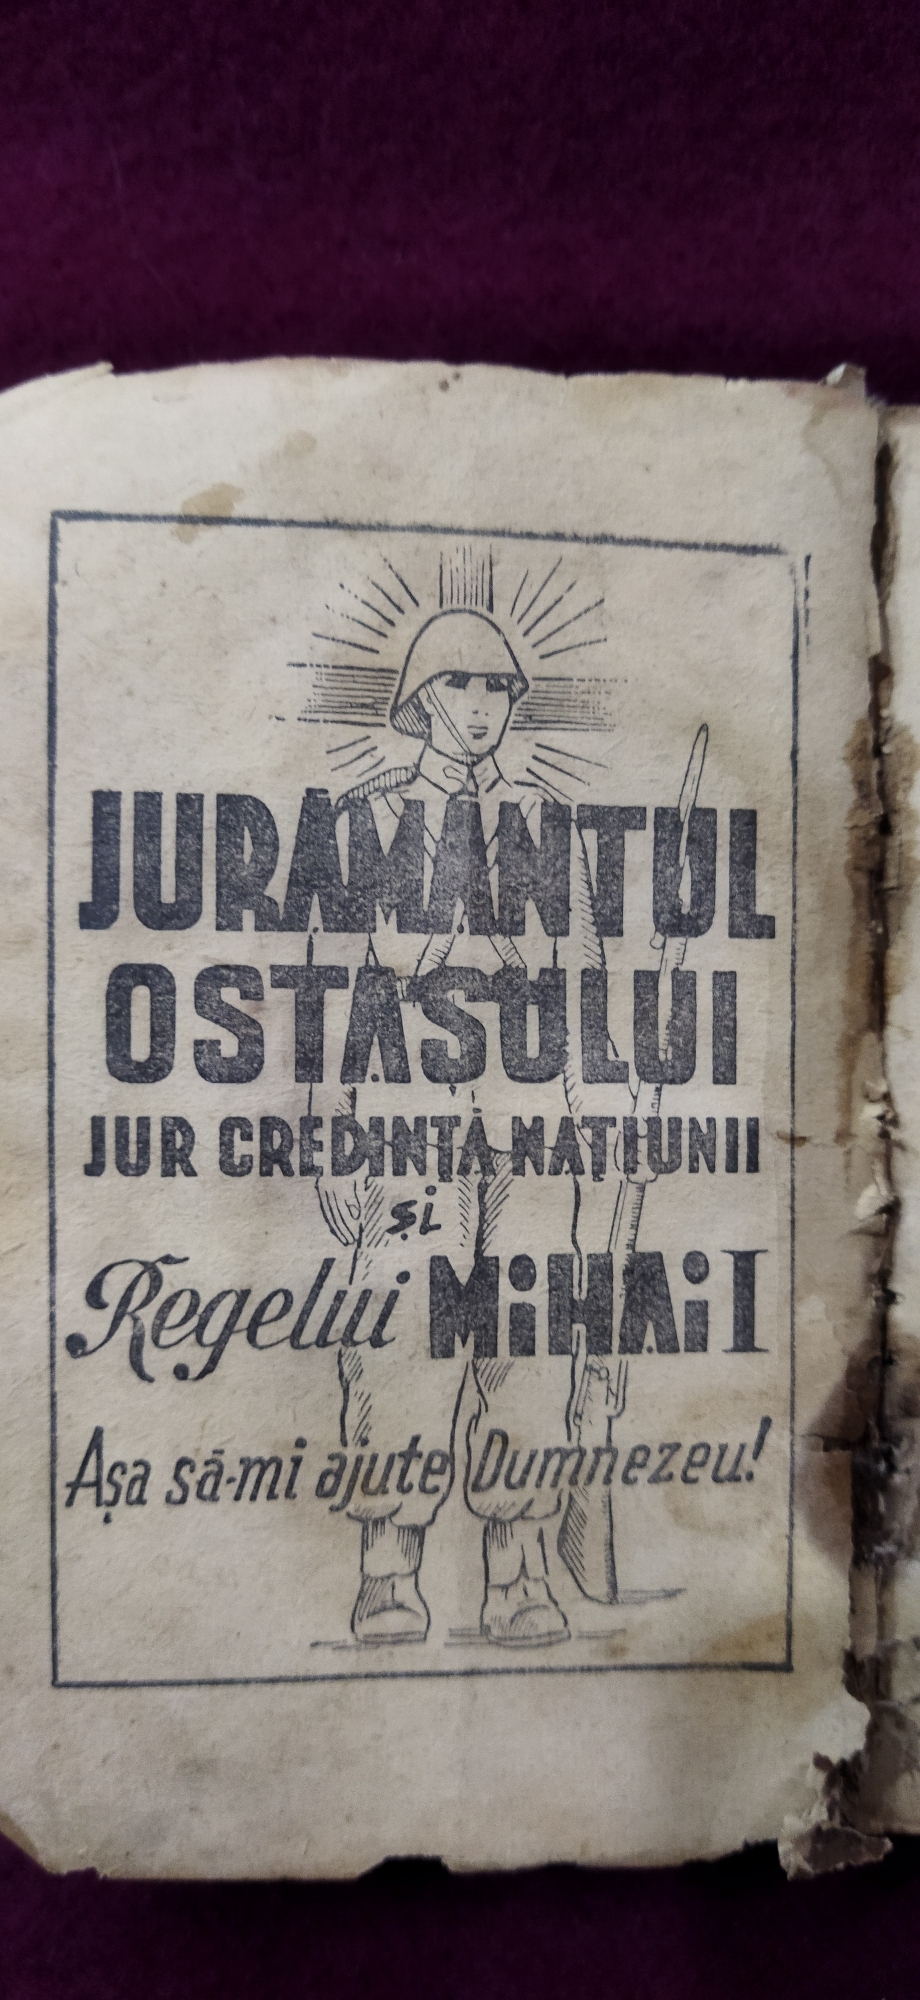 JURĂMÂNTUL
OSTAȘULUI
JUR CREDINȚĂ NAȚIUNII
și
Regelui MiHAi I
Așa să-mi ajute Dumnezeu!